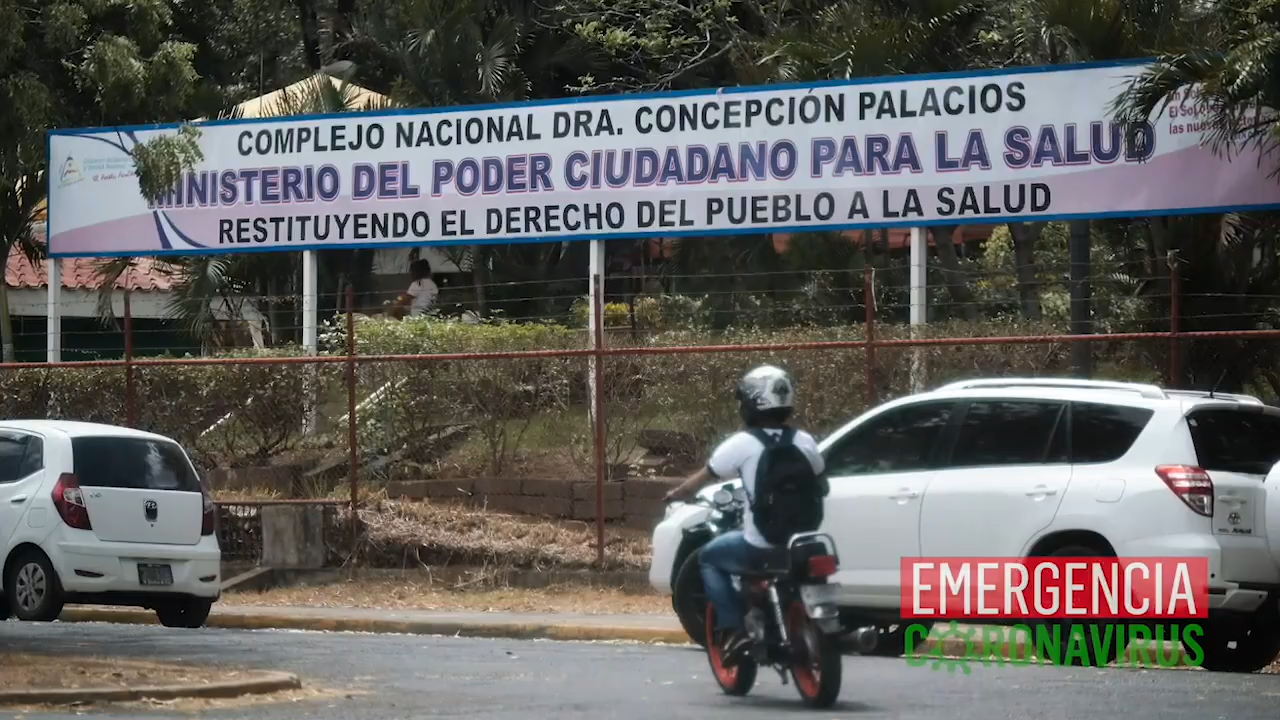 COMPLEJO NACIONAL DRA. CONCEPCIÓN PALACIOS
MINISTERIO DEL PODER CIUDADANO PARA LA SALUD
RESTITUYENDO EL DERECHO DEL PUEBLO A LA SALUD
EMERGENCIA
CORONAVIRUS